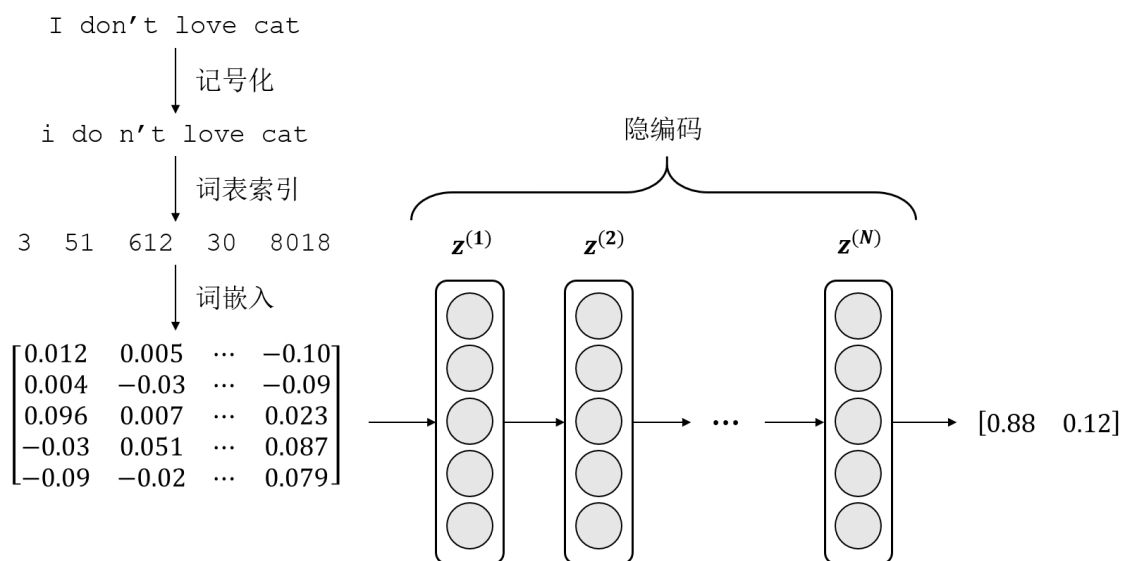 I don't love cat
记号化
i do n't love cat
词表索引
3 51 612 30 8018
词嵌入
0.012 0.005 ⋯ −0.10
0.004 −0.03 ⋯ −0.09
0.096 0.007 ⋯ 0.023
−0.03 0.051 ⋯ 0.087
−0.09 −0.02 ⋯ 0.079
隐编码
z(1) z(2) z(N)
⋯
[0.88 0.12]